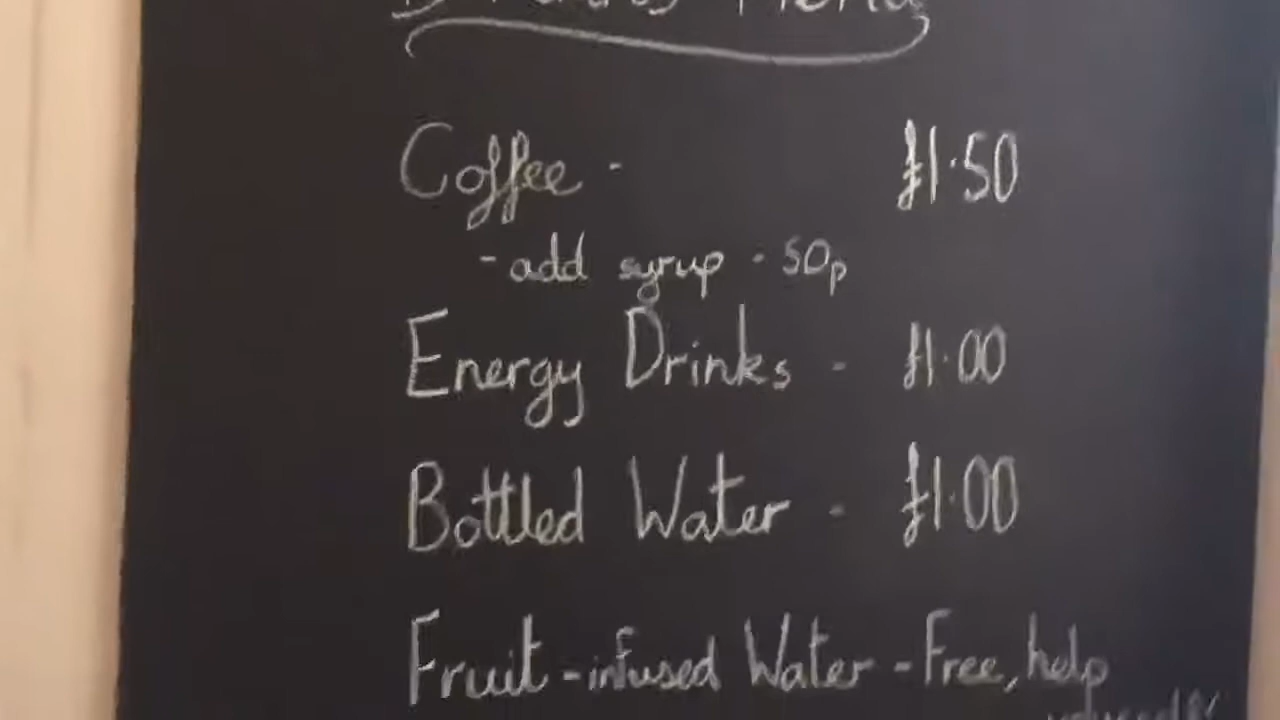 Menu
Coffee - £1.50
- add syrup - 50p
Energy Drinks - £1.00
Bottled Water - £1.00
Fruit-infused Water - Free, help